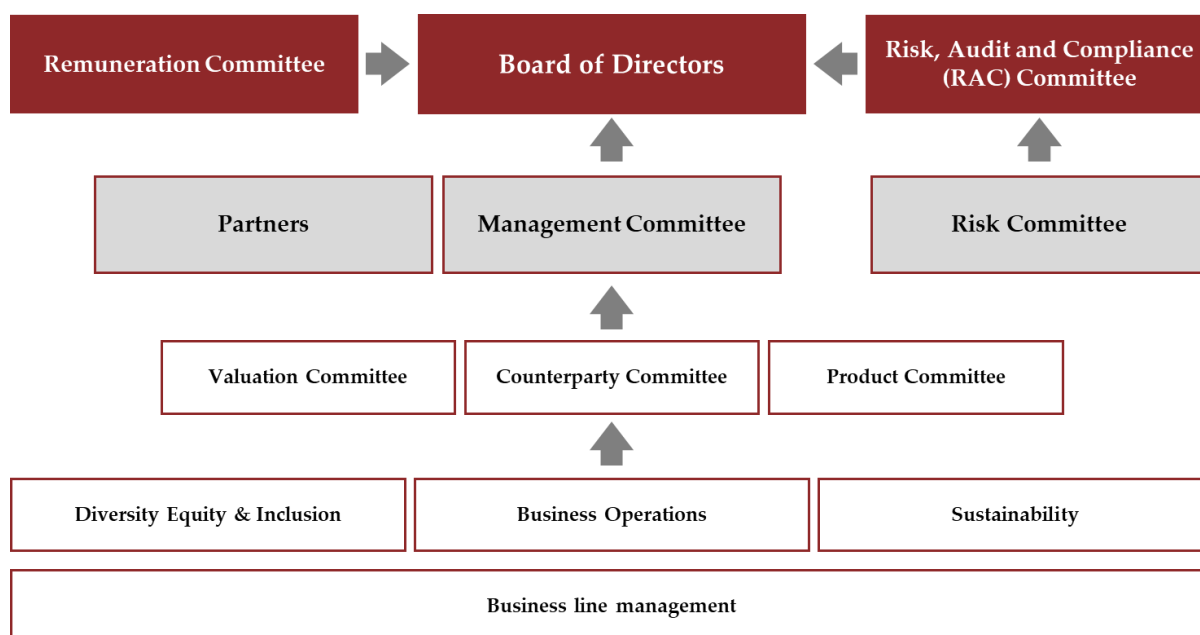 Remuneration Committee
Board of Directors
Risk, Audit and Compliance
(RAC) Committee
Partners
Management Committee
Risk Committee
Valuation Committee
Counterparty Committee
Product Committee
Diversity Equity & Inclusion
Business Operations
Sustainability
Business line management